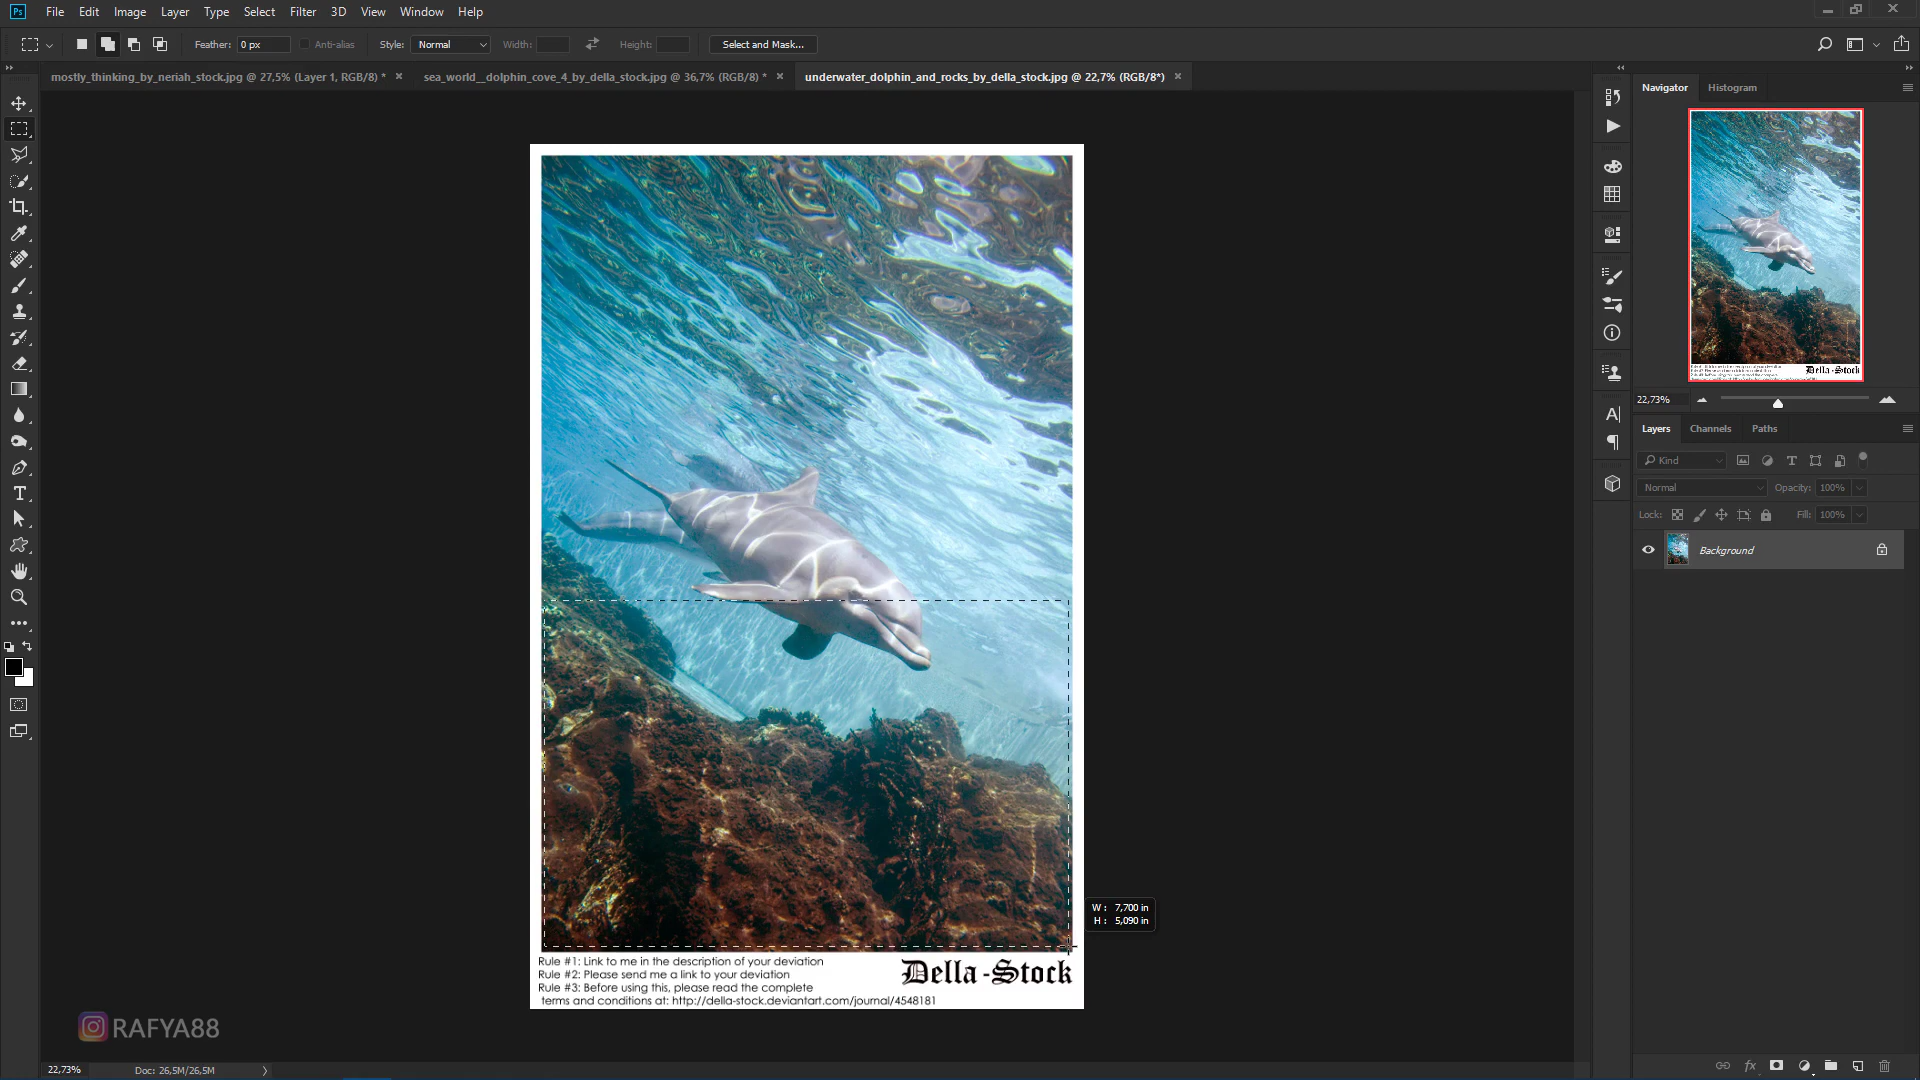 Ps File Edit Image Layer Type Select Filter 3D View Window Help
Feather: 0 px Anti-alias Style: Normal Width: Height: Select and Mask...
mostly_thinking_by_neriah_stock.jpg @ 27,5% (Layer 1, RGB/8) * × sea_world__dolphin_cove_4_by_della_stock.jpg @ 36,7% (RGB/8) * × underwater_dolphin_and_rocks_by_della_stock.jpg @ 22,7% (RGB/8*) ×
Navigator Histogram
Della-Stock
22,73%
Layers Channels Paths
Kind
Normal Opacity: 100%
Lock: Fill: 100%
Background
W : 7,700 in
H : 5,090 in
Rule #1: Link to me in the description of your deviation
Rule #2: Please send me a link to your deviation
Rule #3: Before using this, please read the complete
terms and conditions at: http://della-stock.deviantart.com/journal/4548181
Della-Stock
RAFYA88
22,73% Doc: 26,5M/26,5M